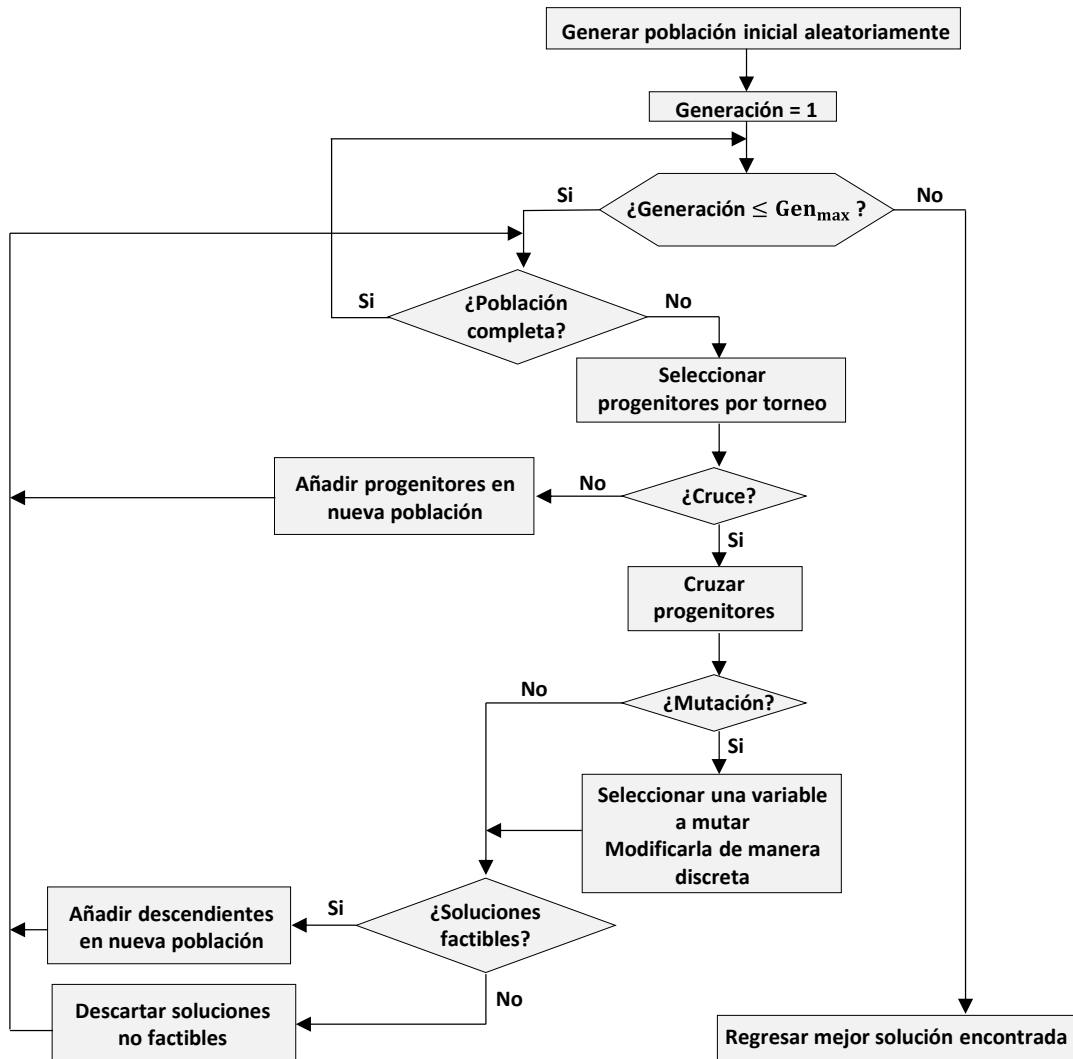 Generar población inicial aleatoriamente
Generación = 1
Si
¿Generación ≤ Gen_max ?
No
Si
¿Población
completa?
No
Seleccionar
progenitores por torneo
Añadir progenitores en
nueva población
No
¿Cruce?
Si
Cruzar
progenitores
No
¿Mutación?
Si
Seleccionar una variable
a mutar
Modificarla de manera
discreta
Añadir descendientes
en nueva población
Si
¿Soluciones
factibles?
No
Descartar soluciones
no factibles
Regresar mejor solución encontrada